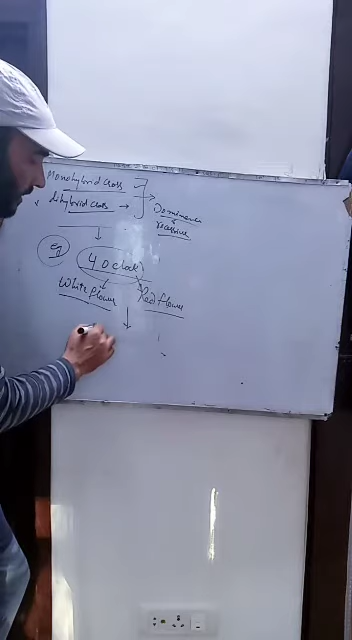 Monohybrid cross
dihybrid cross →
Dominance
recessive
eg
4 o clock
White flower
Red flower